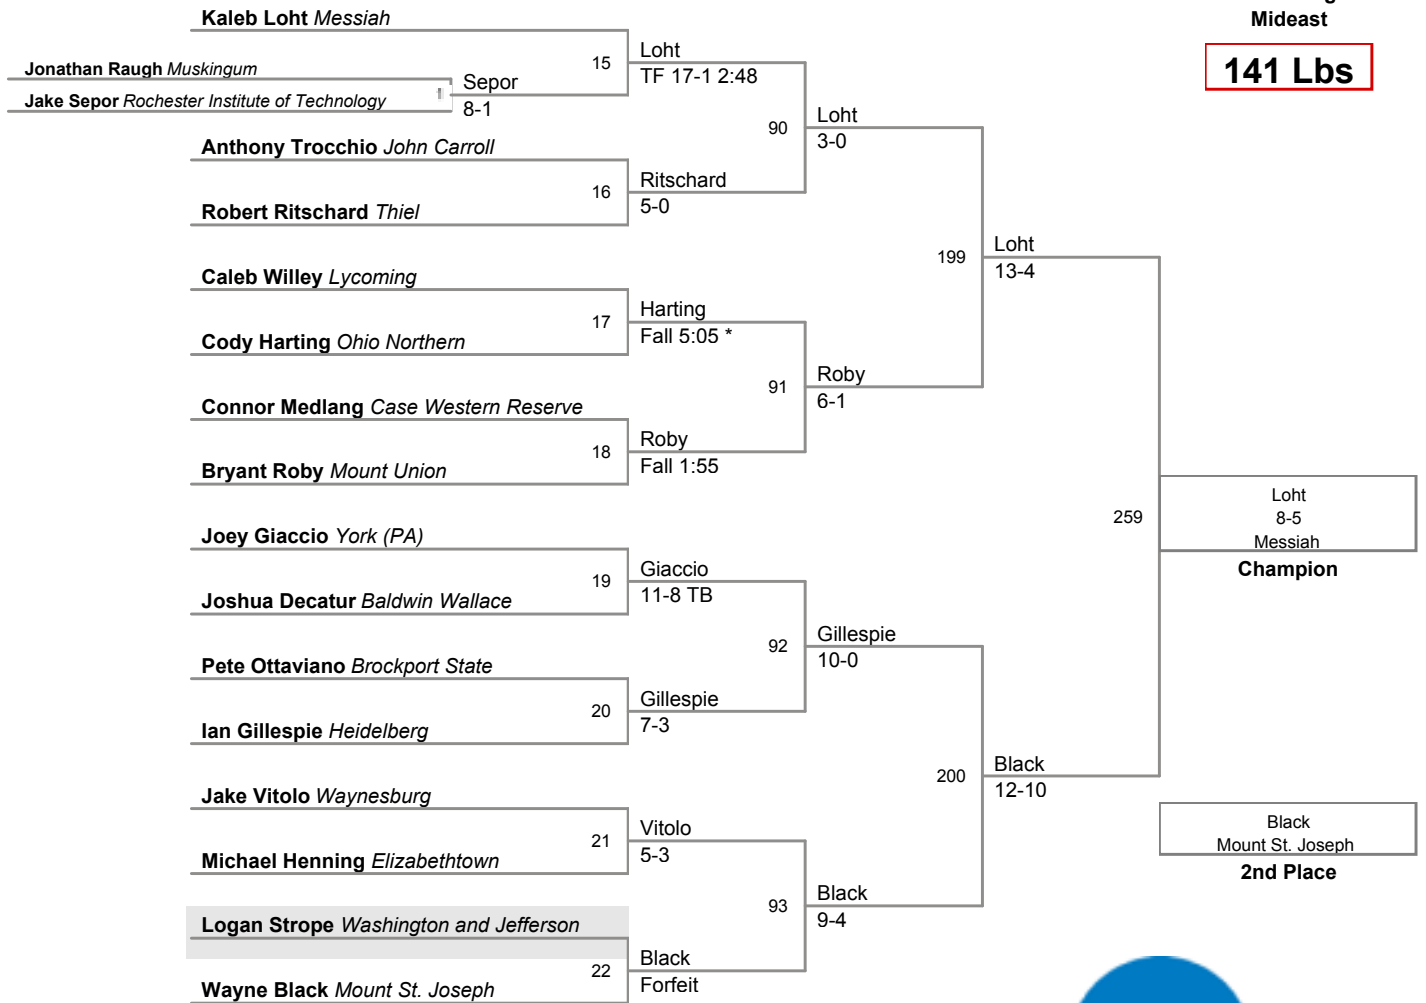 Mideast
141 Lbs
Kaleb Loht Messiah
15
Loht
TF 17-1 2:48
Jonathan Raugh Muskingum
Sepor
8-1
Jake Sepor Rochester Institute of Technology
90
Loht
3-0
Anthony Trocchio John Carroll
16
Ritschard
5-0
Robert Ritschard Thiel
199
Loht
13-4
Caleb Willey Lycoming
17
Harting
Fall 5:05 *
Cody Harting Ohio Northern
91
Roby
6-1
Connor Medlang Case Western Reserve
18
Roby
Fall 1:55
Bryant Roby Mount Union
259
Loht
8-5
Messiah
Champion
Joey Giaccio York (PA)
19
Giaccio
11-8 TB
Joshua Decatur Baldwin Wallace
92
Gillespie
10-0
Pete Ottaviano Brockport State
20
Gillespie
7-3
Ian Gillespie Heidelberg
200
Black
12-10
Jake Vitolo Waynesburg
21
Vitolo
5-3
Michael Henning Elizabethtown
Black
Mount St. Joseph
2nd Place
93
Black
9-4
Logan Strope Washington and Jefferson
22
Black
Forfeit
Wayne Black Mount St. Joseph